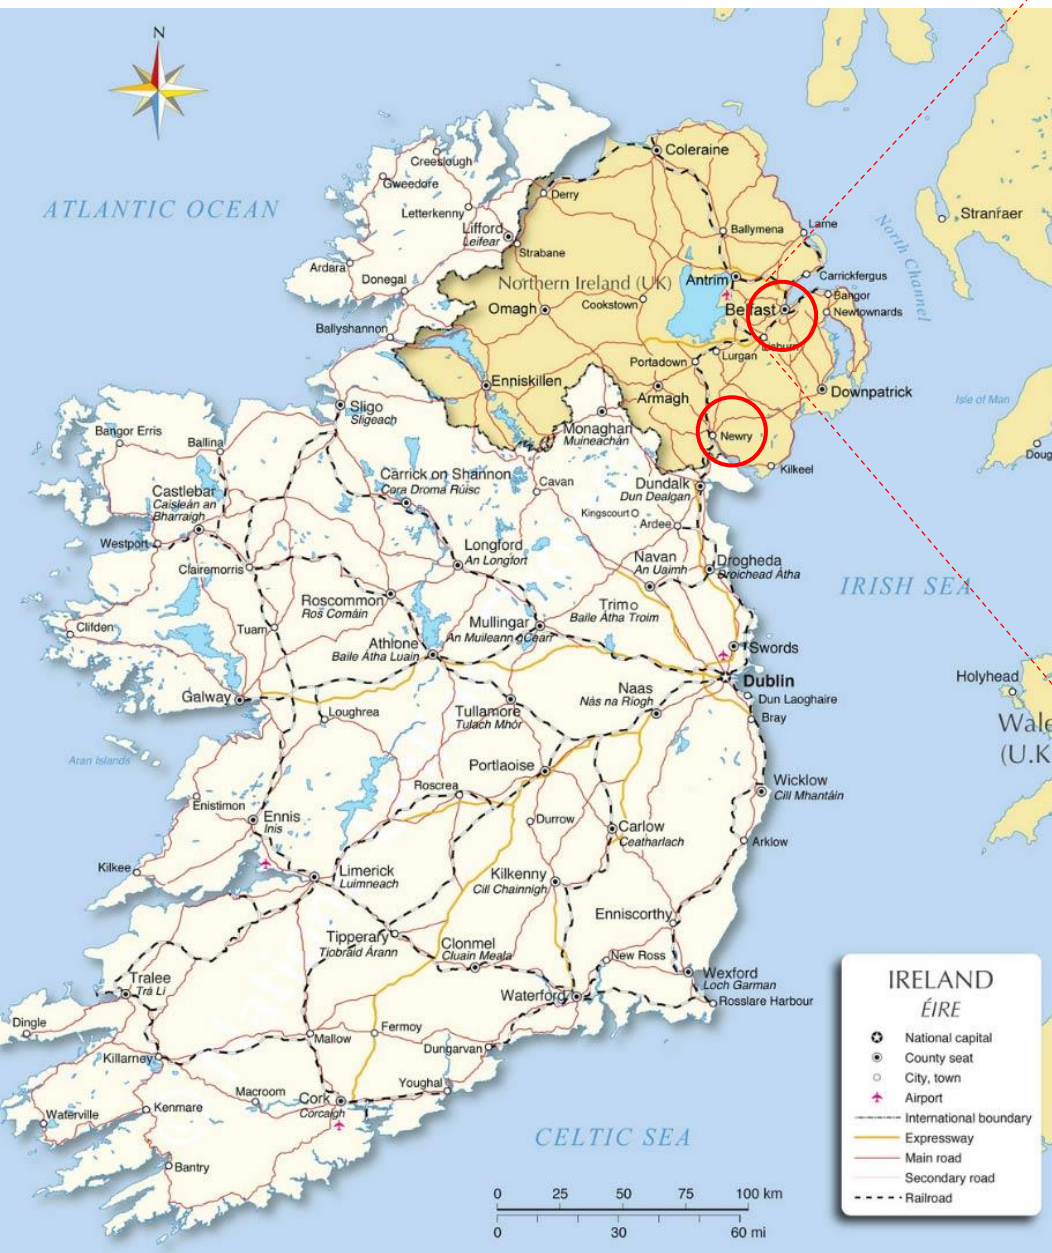 N
ATLANTIC OCEAN
Creeslough
Gweedore
Letterkenny
Lifford
Leifear
Derry
Strabane
Coleraine
Ballymena
Larne
North Channel
Stranraer
Ardara
Donegal
Northern Ireland (UK)
Antrim
Carrickfergus
Bangor
Newtownards
Cookstown
Omagh
Belfast
Lisburn
Ballyshannon
Lurgan
Portadown
Enniskillen
Armagh
Downpatrick
Isle of Man
Sligo
Sligeach
Monaghan
Muineachán
Newry
Kilkeel
Doug
Bangor Erris
Ballina
Carrick on Shannon
Cora Droma Rúisc
Cavan
Dundalk
Dun Dealgan
Castlebar
Caisleán an
Bharraigh
Kingscourt
Ardee
Westport
Longford
An Longfort
Navan
An Uaimh
Drogheda
Droichead Átha
Clairemorris
IRISH SEA
Roscommon
Ros Comáin
Mullingar
An Muileann gCearr
Trim
Baile Átha Troim
Clifden
Tuam
Athlone
Baile Átha Luain
Swords
Dublin
Holyhead
Galway
Loughrea
Tullamore
Tulach Mhór
Naas
Nás na Ríogh
Dun Laoghaire
Bray
Wale
(U.K
Aran Islands
Portlaoise
Roscrea
Wicklow
Cill Mhantáin
Enistimon
Ennis
Inis
Durrow
Carlow
Ceatharlach
Arklow
Kilkee
Limerick
Luimneach
Kilkenny
Cill Chainnigh
Enniscorthy
Tipperary
Tiobraid Árann
Clonmel
Cluain Meala
New Ross
Wexford
Loch Garman
Tralee
Trá Lí
Waterford
Rosslare Harbour
Dingle
Fermoy
Mallow
Dungarvan
Killarney
Youghal
Macroom
Cork
Corcaigh
Waterville
Kenmare
Bantry
CELTIC SEA
IRELAND
ÉIRE
National capital
County seat
City, town
Airport
International boundary
Expressway
Main road
Secondary road
Railroad
0 25 50 75 100 km
0 30 60 mi